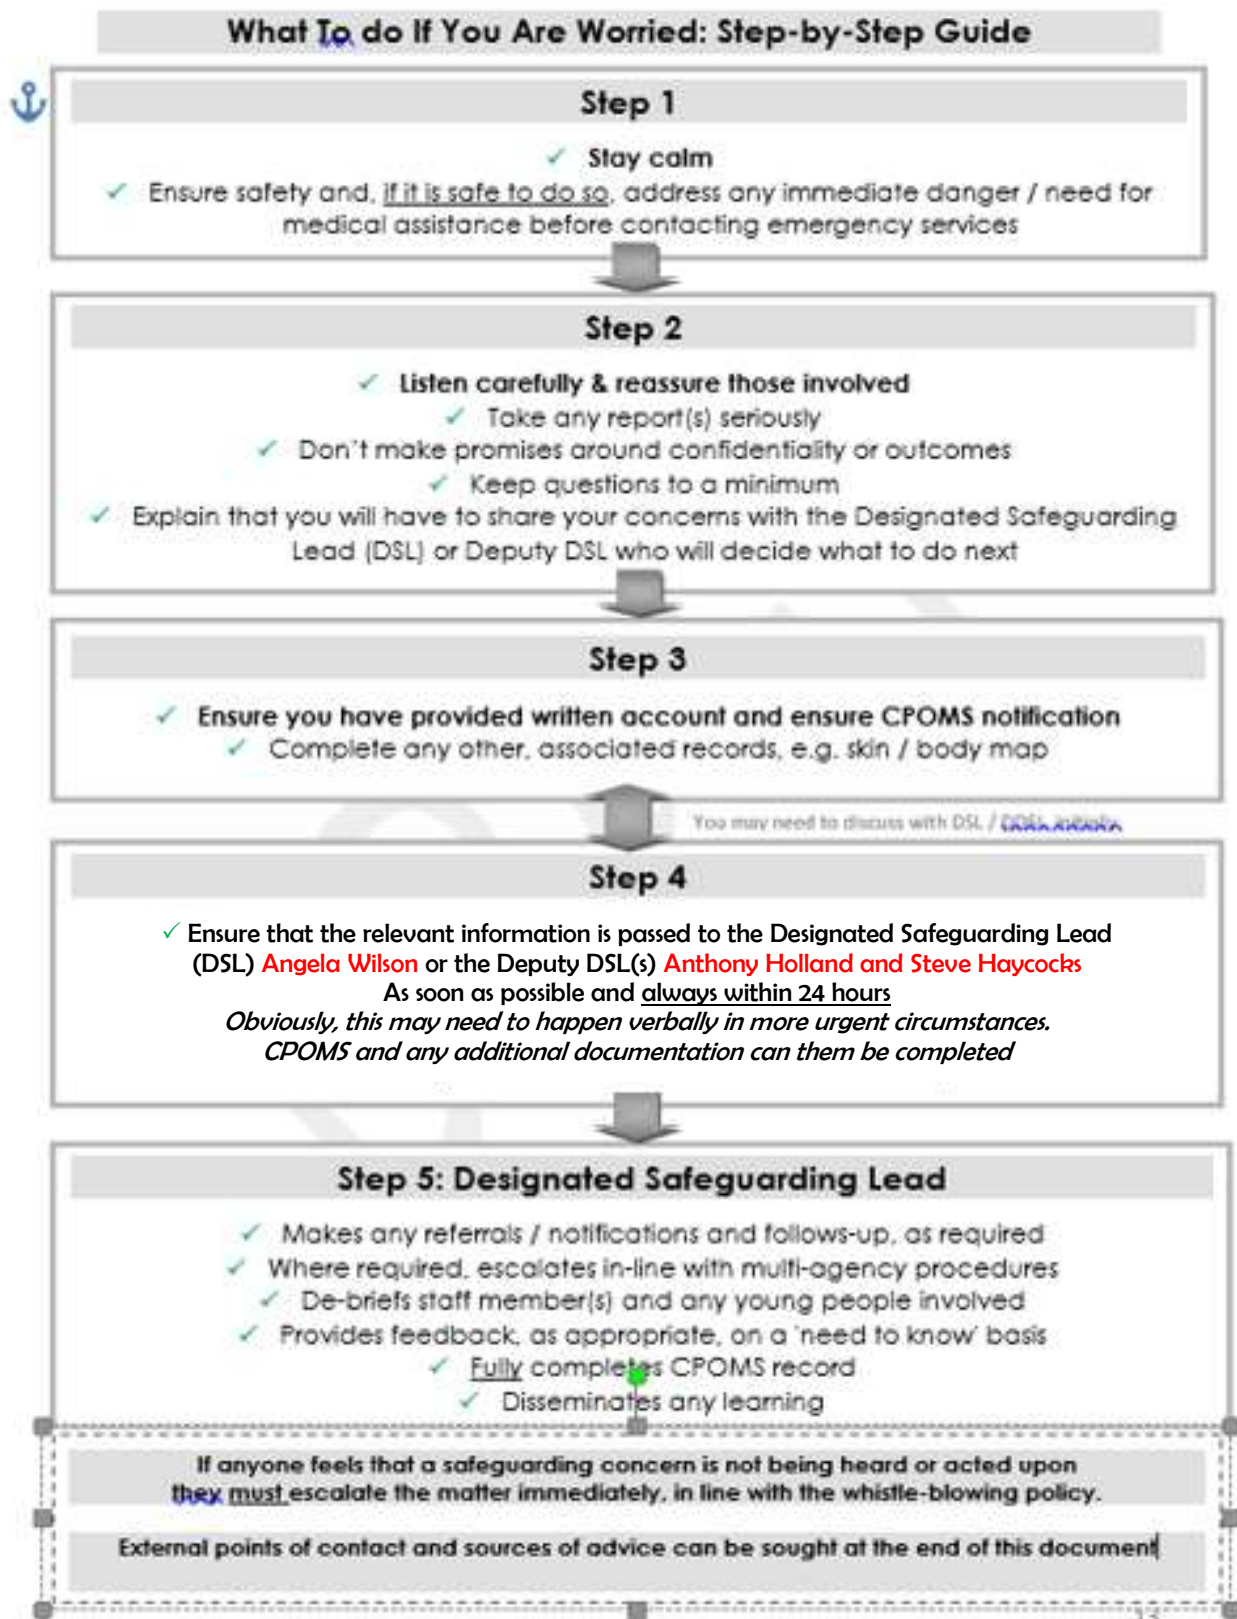 What To do If You Are Worried: Step-by-Step Guide
Step 1
✓ Stay calm
✓ Ensure safety and, if it is safe to do so, address any immediate danger / need for
medical assistance before contacting emergency services
Step 2
✓ Listen carefully & reassure those involved
✓ Take any report(s) seriously
✓ Don't make promises around confidentiality or outcomes
✓ Keep questions to a minimum
✓ Explain that you will have to share your concerns with the Designated Safeguarding
Lead (DSL) or Deputy DSL who will decide what to do next
Step 3
✓ Ensure you have provided written account and ensure CPOMS notification
✓ Complete any other, associated records, e.g. skin / body map
You may need to discuss with DSL / DDSL initially
Step 4
✓ Ensure that the relevant information is passed to the Designated Safeguarding Lead
(DSL) Angela Wilson or the Deputy DSL(s) Anthony Holland and Steve Haycocks
As soon as possible and always within 24 hours
Obviously, this may need to happen verbally in more urgent circumstances.
CPOMS and any additional documentation can them be completed
Step 5: Designated Safeguarding Lead
✓ Makes any referrals / notifications and follows-up, as required
✓ Where required, escalates in-line with multi-agency procedures
✓ De-briefs staff member(s) and any young people involved
✓ Provides feedback, as appropriate, on a 'need to know' basis
✓ Fully completes CPOMS record
✓ Disseminates any learning
If anyone feels that a safeguarding concern is not being heard or acted upon
they must escalate the matter immediately, in line with the whistle-blowing policy.
External points of contact and sources of advice can be sought at the end of this document